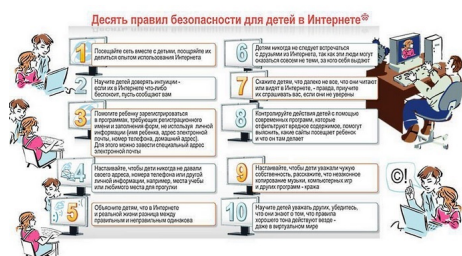 Десять правил безопасности для детей в Интернете
1
Посещайте сеть вместе с детьми, поощряйте их
делиться опытом использования Интернета
2
Научите детей доверять интуиции -
если их в Интернете что-либо
беспокоит, пусть сообщают вам
3
Помогите ребенку зарегистрироваться
в программах, требующих регистрационного
имени и заполнения форм, не используя личной
информации (имя ребенка, адрес электронной
почты, номер телефона, домашний адрес).
Для этого можно завести специальный адрес
электронной почты
4
Настаивайте, чтобы дети никогда не давали
своего адреса, номера телефона или другой
личной информации, например, места учебы
или любимого места для прогулки
5
Объясните детям, что в Интернете
и реальной жизни разница между
правильным и неправильным одинакова
6
Детям никогда не следует встречаться
с друзьями из Интернета, так как эти люди могут
оказаться совсем не теми, за кого себя выдают
7
Скажите детям, что далеко не все, что они читают
или видят в Интернете, - правда, приучите
их спрашивать вас, если они не уверены
8
Контролируйте действия детей с помощью
современных программ, которые
отфильтруют вредное содержимое, помогут
выяснить, какие сайты посещает ребенок
и что он там делает
9
Настаивайте, чтобы дети уважали чужую
собственность, расскажите, что незаконное
копирование музыки, компьютерных игр
и других программ - кража
10
Научите детей уважать других, убедитесь,
что они знают о том, что правила
хорошего тона действуют везде -
даже в виртуальном мире
©!